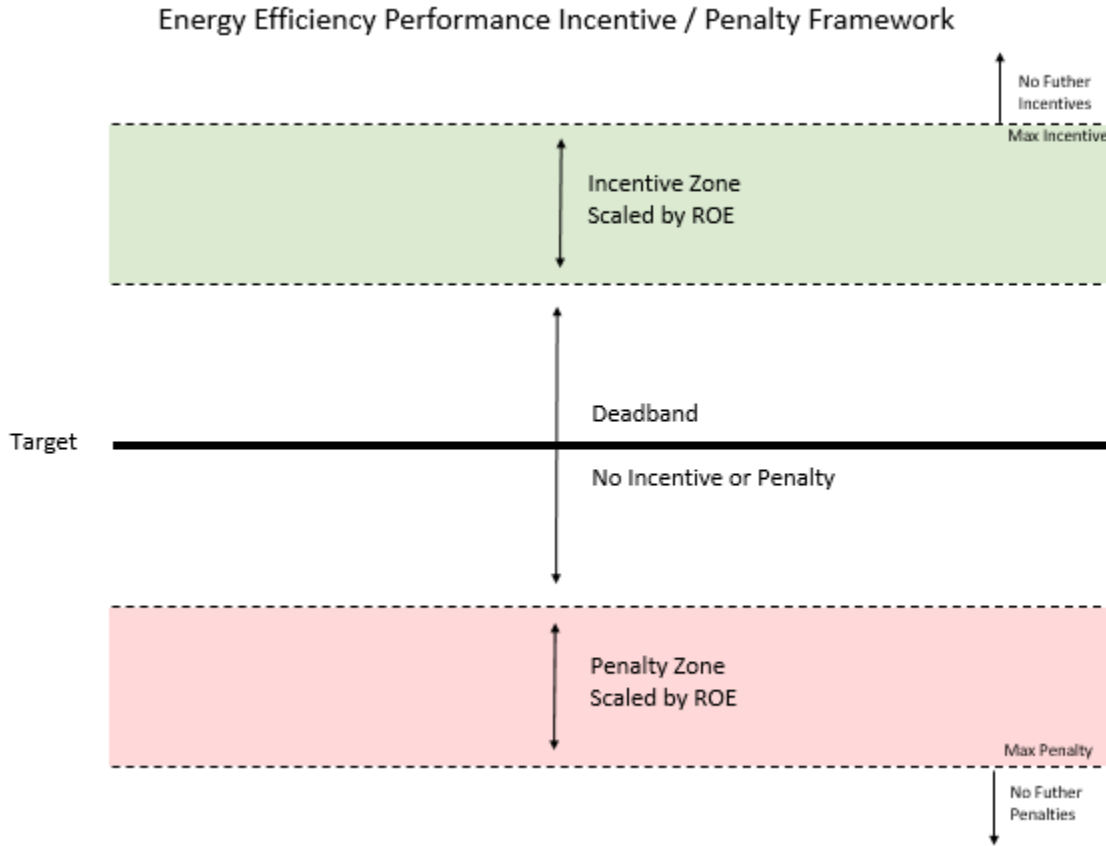 Energy Efficiency Performance Incentive / Penalty Framework
No Futher
Incentives
Max Incentive
Incentive Zone
Scaled by ROE
Deadband
Target
No Incentive or Penalty
Penalty Zone
Scaled by ROE
Max Penalty
No Futher
Penalties